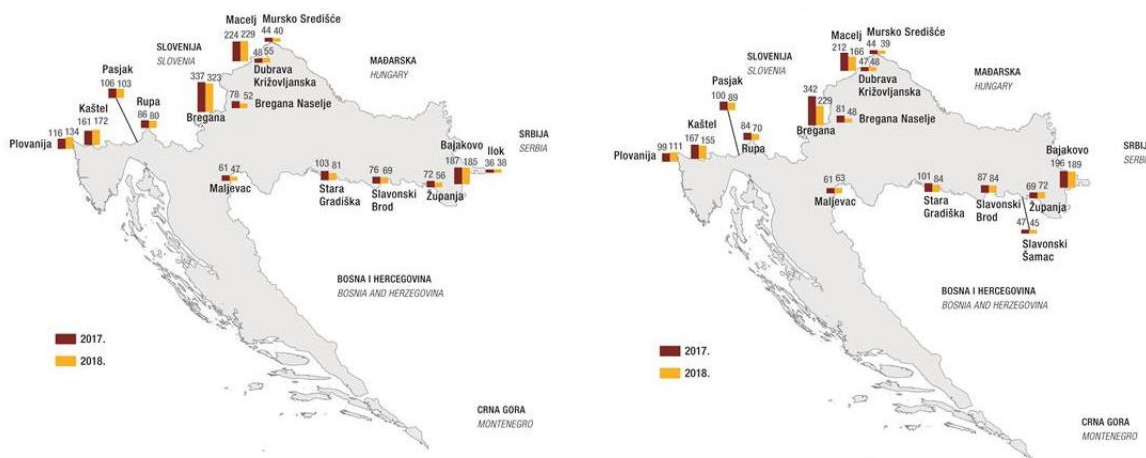 Macelj
224 229
Mursko Središće
44 40
SLOVENIJA
SLOVENIA
48 55
Dubrava
Križovljanska
MAĐARSKA
HUNGARY
Pasjak
106 103
337 323
Bregana
78 52
Bregana Naselje
Kaštel
161 172
Rupa
86 80
Plovanija
116 134
SRBIJA
SERBIA
Bajakovo
187 185
Ilok
36 38
61 47
Maljevac
103 81
Stara
Gradiška
76 69
Slavonski
Brod
72 56
Županja
BOSNA I HERCEGOVINA
BOSNIA AND HERZEGOVINA
2017.
2018.
CRNA GORA
MONTENEGRO
Macelj
212 166
Mursko Središće
44 39
SLOVENIJA
SLOVENIA
47 48
Dubrava
Križovljanska
MAĐARSKA
HUNGARY
Pasjak
100 89
342 229
Bregana
81 48
Bregana Naselje
Kaštel
167 155
84 70
Rupa
Plovanija
99 111
SRBIJ
SERB
Bajakovo
196 189
61 63
Maljevac
101 84
Stara
Gradiška
87 84
Slavonski
Brod
69 72
Županja
47 45
Slavonski
Šamac
BOSNA I HERCEGOVINA
BOSNIA AND HERZEGOVINA
2017.
2018.
CRNA GORA
MONTENEGRO